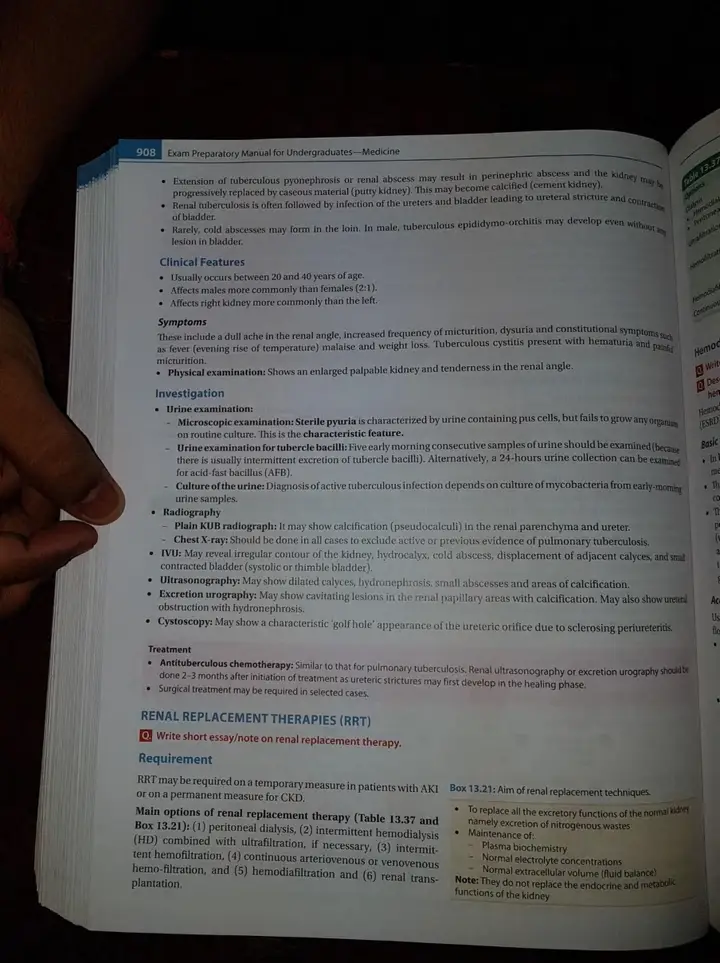 908 Exam Preparatory Manual for Undergraduates—Medicine
• Extension of tuberculous pyonephrosis or renal abscess may result in perinephric abscess and the kidney may be
progressively replaced by caseous material (putty kidney). This may become calcified (cement kidney).
• Renal tuberculosis is often followed by infection of the ureters and bladder leading to ureteral stricture and contraction
of bladder.
• Rarely, cold abscesses may form in the loin. In male, tuberculous epididymo-orchitis may develop even without any
lesion in bladder.
Clinical Features
• Usually occurs between 20 and 40 years of age.
• Affects males more commonly than females (2:1).
• Affects right kidney more commonly than the left.
Symptoms
These include a dull ache in the renal angle, increased frequency of micturition, dysuria and constitutional symptoms such
as fever (evening rise of temperature) malaise and weight loss. Tuberculous cystitis present with hematuria and painful
micturition.
• Physical examination: Shows an enlarged palpable kidney and tenderness in the renal angle.
Investigation
• Urine examination:
– Microscopic examination: Sterile pyuria is characterized by urine containing pus cells, but fails to grow any organism
on routine culture. This is the characteristic feature.
– Urine examination for tubercle bacilli: Five early morning consecutive samples of urine should be examined (because
there is usually intermittent excretion of tubercle bacilli). Alternatively, a 24-hours urine collection can be examined
for acid-fast bacillus (AFB).
– Culture of the urine: Diagnosis of active tuberculous infection depends on culture of mycobacteria from early-morning
urine samples.
• Radiography
– Plain KUB radiograph: It may show calcification (pseudocalculi) in the renal parenchyma and ureter.
– Chest X-ray: Should be done in all cases to exclude active or previous evidence of pulmonary tuberculosis.
• IVU: May reveal irregular contour of the kidney, hydrocalyx, cold abscess, displacement of adjacent calyces, and small
contracted bladder (systolic or thimble bladder).
• Ultrasonography: May show dilated calyces, hydronephrosis, small abscesses and areas of calcification.
• Excretion urography: May show cavitating lesions in the renal papillary areas with calcification. May also show ureteral
obstruction with hydronephrosis.
• Cystoscopy: May show a characteristic 'golf hole' appearance of the ureteric orifice due to sclerosing periureteritis.
Treatment
• Antituberculous chemotherapy: Similar to that for pulmonary tuberculosis. Renal ultrasonography or excretion urography should be
done 2–3 months after initiation of treatment as ureteric strictures may first develop in the healing phase.
• Surgical treatment may be required in selected cases.
RENAL REPLACEMENT THERAPIES (RRT)
Q. Write short essay/note on renal replacement therapy.
Requirement
RRT may be required on a temporary measure in patients with AKI
or on a permanent measure for CKD.
Main options of renal replacement therapy (Table 13.37 and
Box 13.21): (1) peritoneal dialysis, (2) intermittent hemodialysis
(HD) combined with ultrafiltration, if necessary, (3) intermit-
tent hemofiltration, (4) continuous arteriovenous or venovenous
hemo-filtration, and (5) hemodiafiltration and (6) renal trans-
plantation.
Box 13.21: Aim of renal replacement techniques.
• To replace all the excretory functions of the normal kidney
namely excretion of nitrogenous wastes
• Maintenance of:
– Plasma biochemistry
– Normal electrolyte concentrations
– Normal extracellular volume (fluid balance)
Note: They do not replace the endocrine and metabolic
functions of the kidney
Table 13.37
Q. Write
(ESRD
Basic